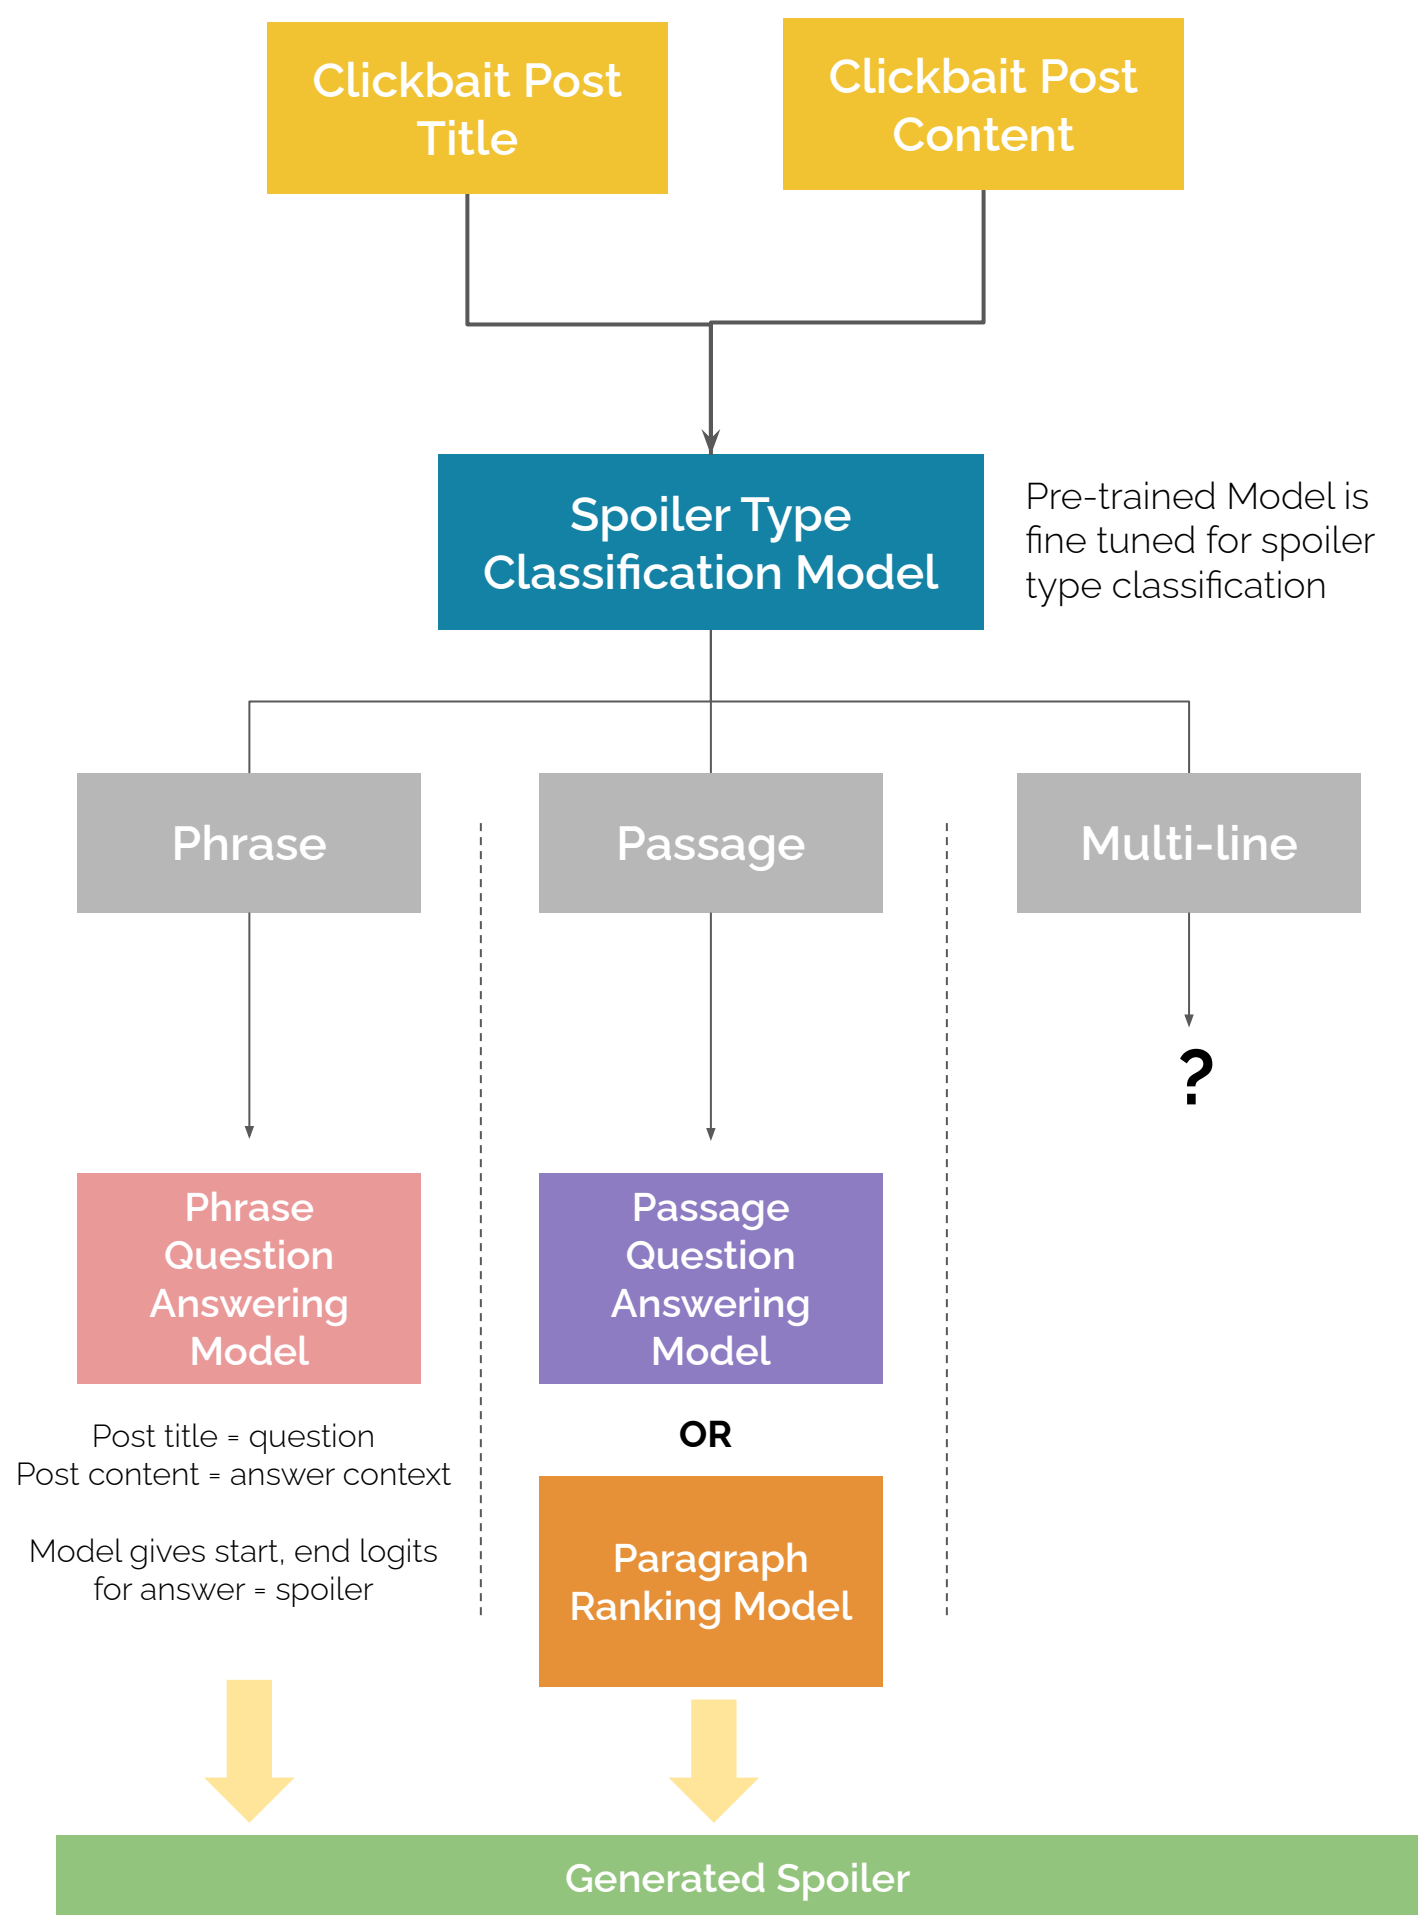 Clickbait Post
Title
Clickbait Post
Content
Spoiler Type
Classification Model
Pre-trained Model is
fine tuned for spoiler
type classification
Phrase
Passage
Multi-line
?
Phrase
Question
Answering
Model
Passage
Question
Answering
Model
Post title = question
Post content = answer context
Model gives start, end logits
for answer = spoiler
OR
Paragraph
Ranking Model
Generated Spoiler